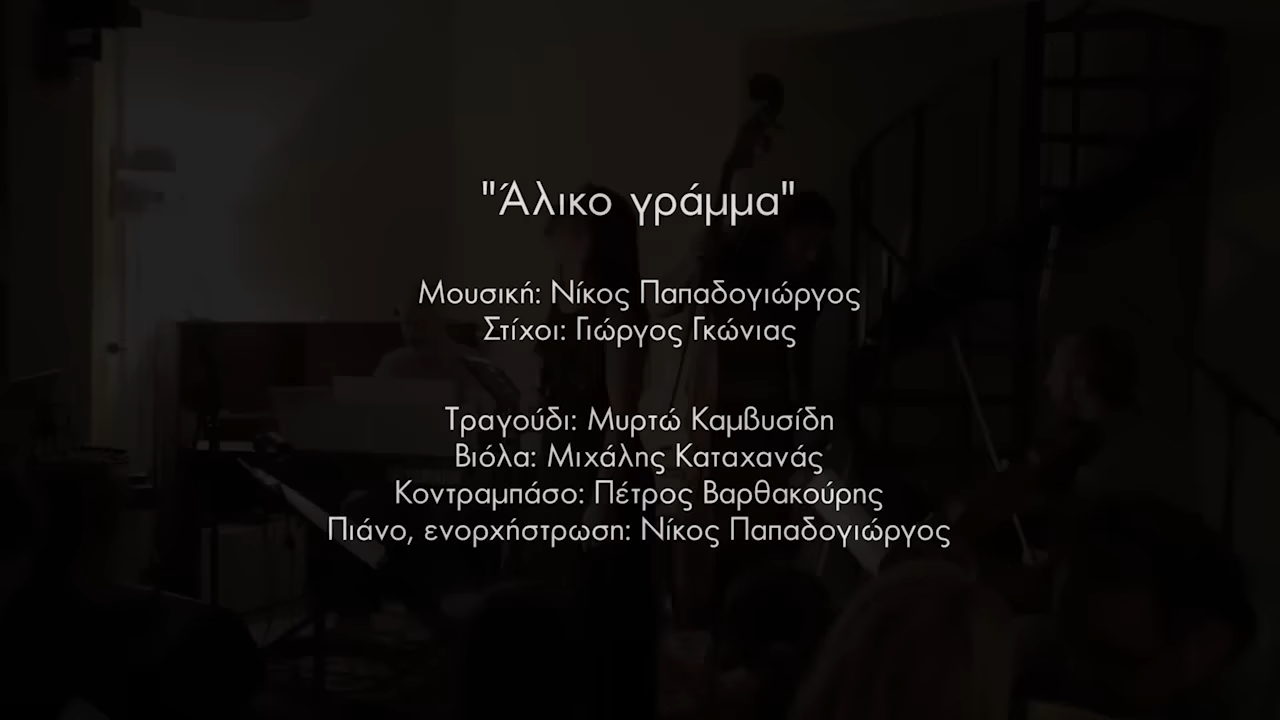 "Άλικο γράμμα"
Μουσική: Νίκος Παπαδογιώργος
Στίχοι: Γιώργος Γκώνιας
Τραγούδι: Μυρτώ Καμβυσίδη
Βιόλα: Μιχάλης Καταχανάς
Κοντραμπάσο: Πέτρος Βαρθακούρης
Πιάνο, ενορχήστρωση: Νίκος Παπαδογιώργος